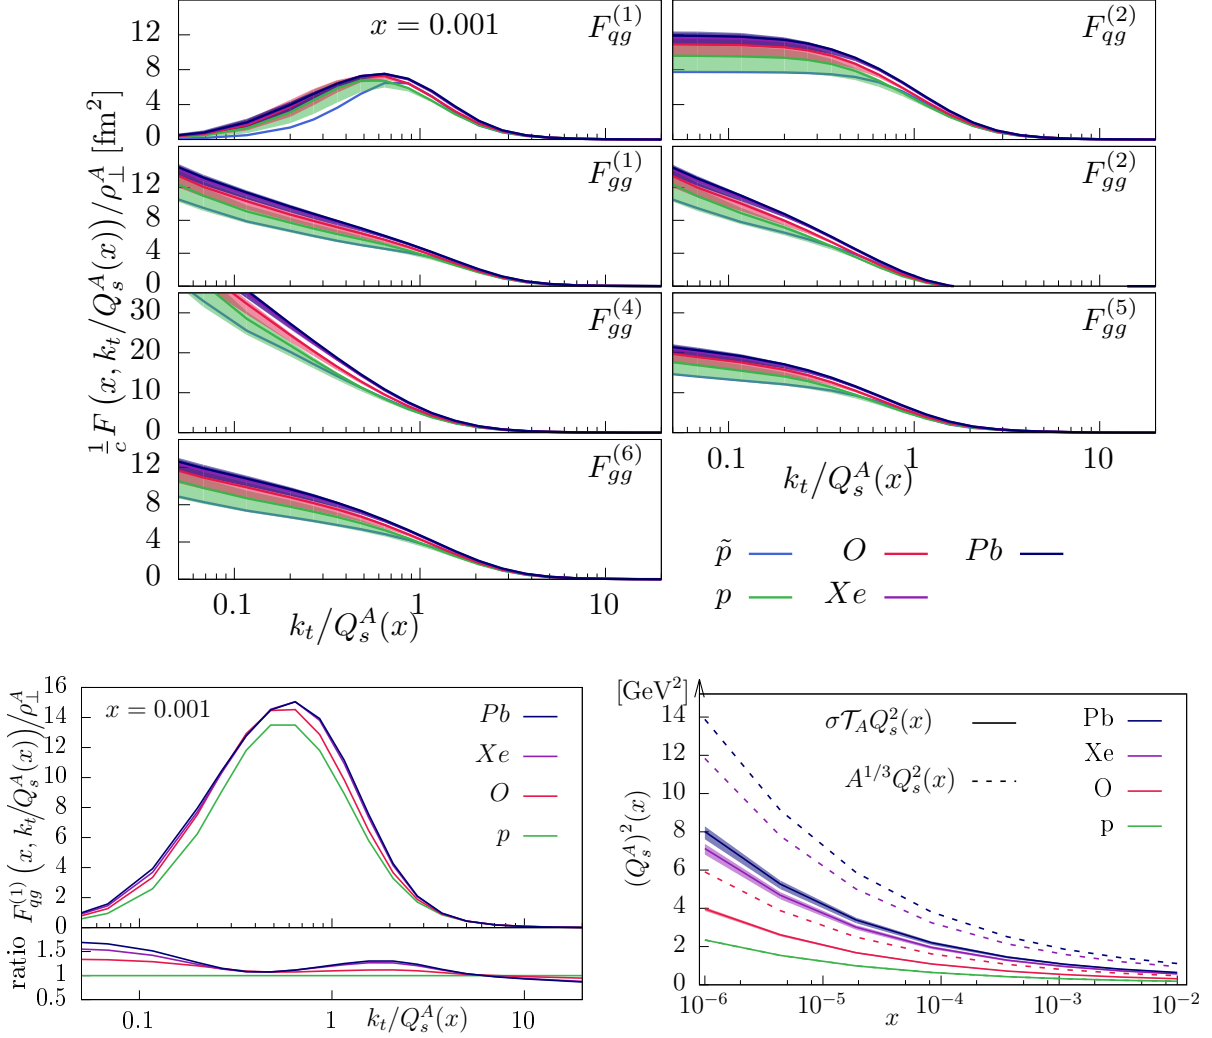 x = 0.001
F_{qg}^{(1)}
12
8
4
0
F_{qg}^{(2)}
F_{gg}^{(1)}
12
8
4
0
F_{gg}^{(2)}
F_{gg}^{(4)}
30
20
10
0
F_{gg}^{(5)}
F_{gg}^{(6)}
12
8
4
0
\frac{1}{c}F(x, k_t/Q_s^A(x))/ρ_⊥^A [fm²]
0.1 1 10
k_t/Q_s^A(x)
0.1 1 10
k_t/Q_s^A(x)
p̃ O Pb
p Xe
16
14
12
10
8
6
4
2
0
F_{qg}^{(1)}(x, k_t/Q_s^A(x))/ρ_⊥^A
x = 0.001
Pb
Xe
O
p
ratio
1.5
1
0.5
0.1 1 10
k_t/Q_s^A(x)
[GeV²]
14
12
10
8
6
4
2
0
(Q_s^A)²(x)
σ𝒯_A Q_s²(x)
A^{1/3}Q_s²(x)
Pb
Xe
O
p
10⁻⁶ 10⁻⁵ 10⁻⁴ 10⁻³ 10⁻²
x